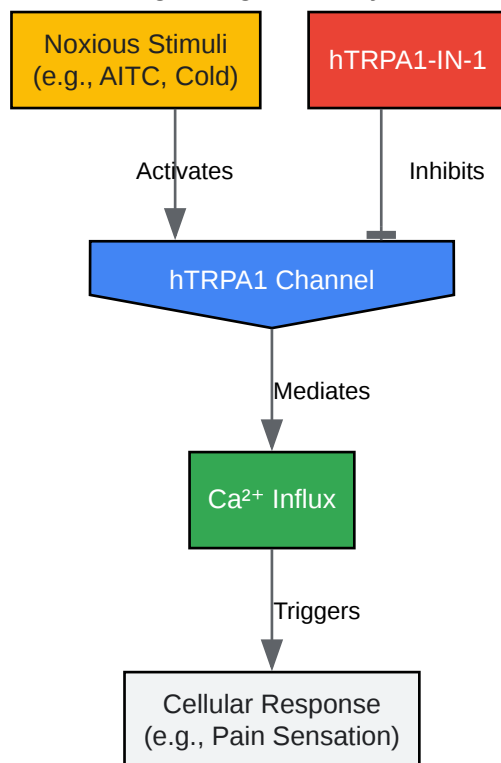 Noxious Stimuli
(e.g., AITC, Cold)
hTRPA1-IN-1
Activates
Inhibits
hTRPA1 Channel
Mediates
Ca²⁺ Influx
Triggers
Cellular Response
(e.g., Pain Sensation)